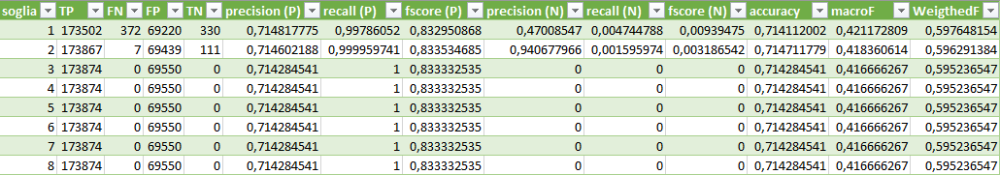 soglia TP FN FP TN precision (P) recall (P) fscore (P) precision (N) recall (N) fscore (N) accuracy macroF WeigthedF
1 173502 372 69220 330 0,714817775 0,99786052 0,832950868 0,47008547 0,004744788 0,00939475 0,714112002 0,421172809 0,597648154
2 173867 7 69439 111 0,714602188 0,999959741 0,833534685 0,940677966 0,001595974 0,003186542 0,714711779 0,418360614 0,596291384
3 173874 0 69550 0 0,714284541 1 0,833332535 0 0 0 0,714284541 0,416666267 0,595236547
4 173874 0 69550 0 0,714284541 1 0,833332535 0 0 0 0,714284541 0,416666267 0,595236547
5 173874 0 69550 0 0,714284541 1 0,833332535 0 0 0 0,714284541 0,416666267 0,595236547
6 173874 0 69550 0 0,714284541 1 0,833332535 0 0 0 0,714284541 0,416666267 0,595236547
7 173874 0 69550 0 0,714284541 1 0,833332535 0 0 0 0,714284541 0,416666267 0,595236547
8 173874 0 69550 0 0,714284541 1 0,833332535 0 0 0 0,714284541 0,416666267 0,595236547